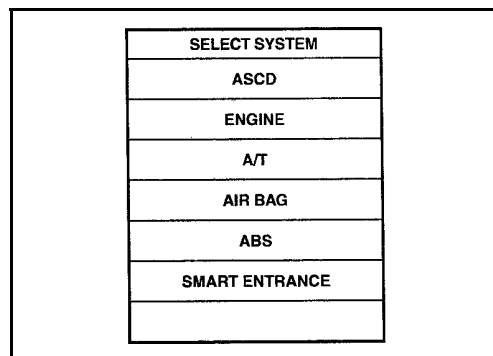 SELECT SYSTEM
ASCD
ENGINE
A/T
AIR BAG
ABS
SMART ENTRANCE